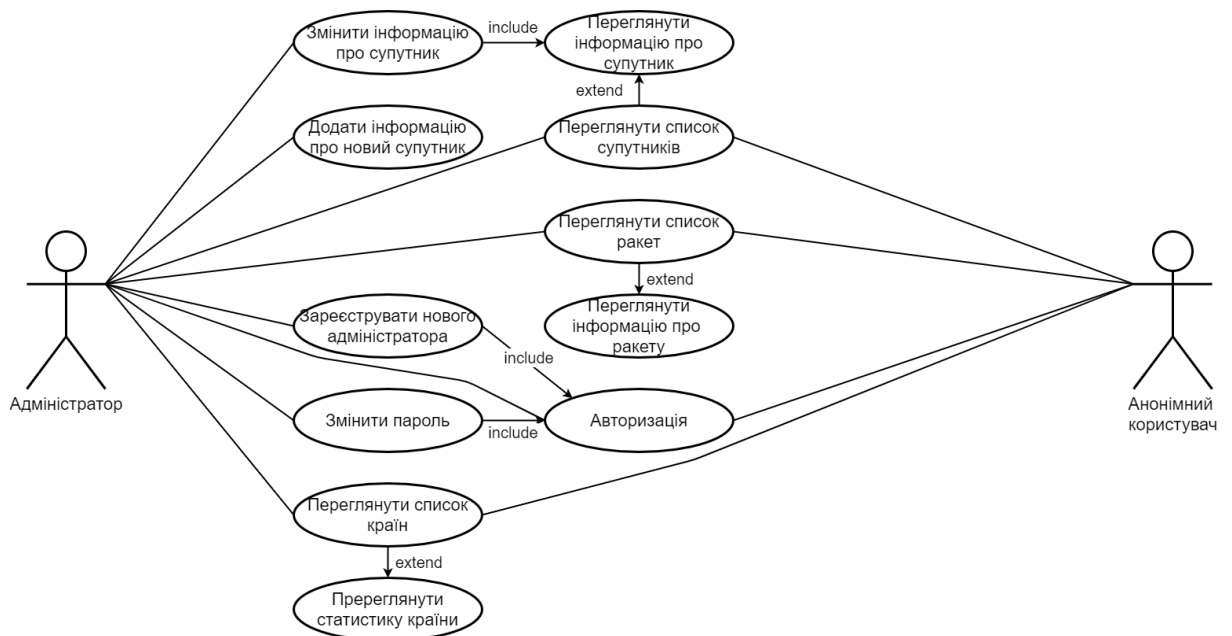 Змінити інформацію
про супутник
include
Переглянути
інформацію про
супутник
extend
Додати інформацію
про новий супутник
Переглянути список
супутників
Переглянути список
ракет
extend
Зареєструвати нового
адміністратора
Переглянути
інформацію про
ракету
include
Адміністратор
Анонімний
користувач
Змінити пароль
include
Авторизація
Переглянути список
країн
extend
Пререглянути
статистику країни